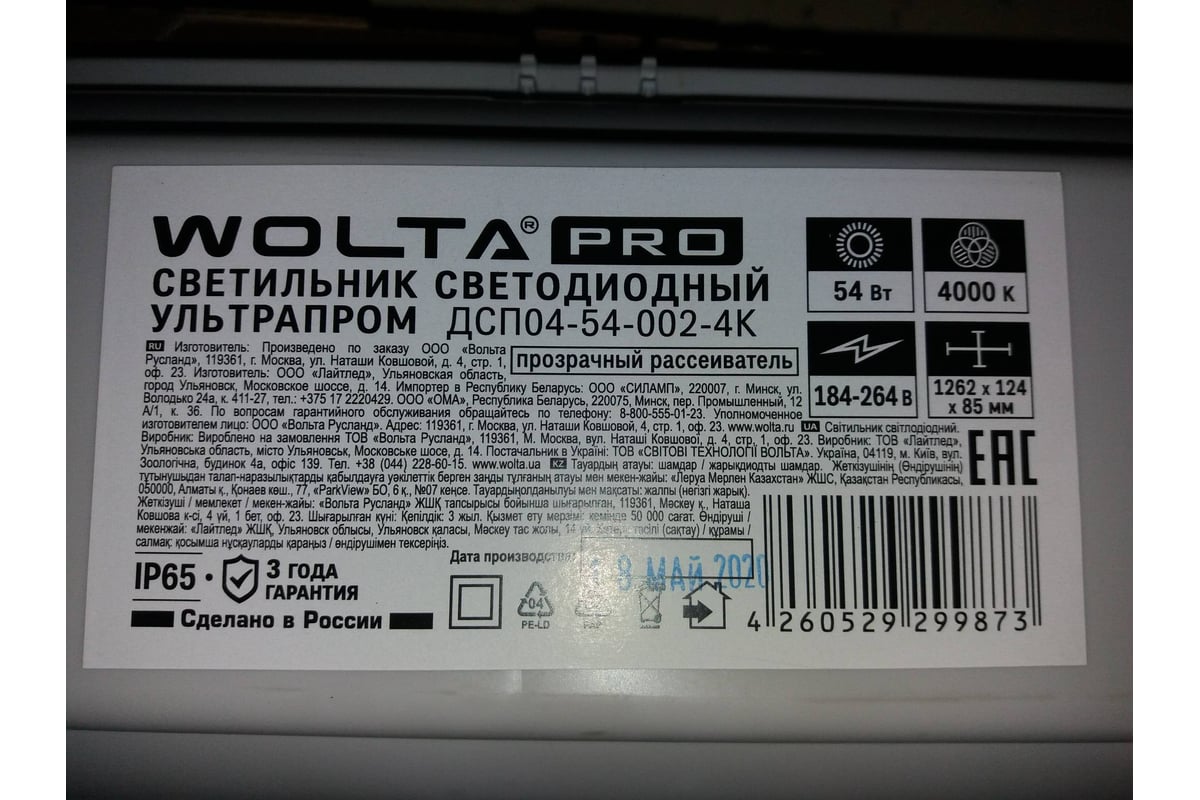 WOLTA® PRO
СВЕТИЛЬНИК СВЕТОДИОДНЫЙ
УЛЬТРАПРОМ ДСП04-54-002-4К
54 Вт
4000 К
184-264 В
1262 х 124
х 85 мм
RU Изготовитель: Произведено по заказу ООО «Вольта
Русланд», 119361, г. Москва, ул. Наташи Ковшовой, д. 4, стр. 1,
прозрачный рассеиватель
оф. 23. Изготовитель: ООО «Лайтлед», Ульяновская область,
город Ульяновск, Московское шоссе, д. 14. Импортер в Республику Беларусь: ООО «СИЛАМП», 220007, г. Минск, ул.
Володько 24а, к. 411-27, тел.: +375 17 2220429. ООО «ОМА», Республика Беларусь, 220075, Минск, пер. Промышленный, 12
А/1, к. 36. По вопросам гарантийного обслуживания обращайтесь по телефону: 8-800-555-01-23. Уполномоченное
изготовителем лицо: ООО «Вольта Русланд». Адрес: 119361, г. Москва, ул. Наташи Ковшовой, 4, стр. 1, оф. 23. www.wolta.ru UA Світильник світлодіодний.
Виробник: Вироблено на замовлення ТОВ «Вольта Русланд», 119361, М. Москва, вул. Наташі Ковшової, д. 4, стр. 1, оф. 23. Виробник: ТОВ «Лайтлед»,
Ульяновська область, місто Ульяновськ, Московське шосе, д. 14. Постачальник в Україні: ТОВ «СВІТОВІ ТЕХНОЛОГІЇ ВОЛЬТА». Україна, 04119, м. Київ, вул.
Зоологічна, будинок 4а, офіс 139. Тел. +38 (044) 228-60-15. www.wolta.ua KZ Тауардың атауы: шамдар / жарықдиодты шамдар. Жеткізушінің (Өндірушінің)
тұтынушыдан талап-наразылықтарды қабылдауға уәкілеттік берген заңды тұлғаның атауы мен мекен-жайы: «Леруа Мерлен Казахстан» ЖШС, Қазақстан Республикасы,
050000, Алматы қ., Қонаев көш., 77, «ParkView» БО, 6 қ., №07 кеңсе. Тауардың қолданылуы мен мақсаты: жалпы (негізгі жарық).
Жеткізуші / мемлекет / мекен-жайы: «Вольта Русланд» ЖШҚ тапсырысы бойынша шығарылған, 119361, Мәскеу қ., Наташа
Ковшова к-сі, 4 үй, 1 бет, оф. 23. Шығарылған күні: Кепілдік: 3 жыл. Қызмет ету мерзімі кемінде 50 000 сағат. Өндіруші /
мекенжай: «Лайтлед» ЖШҚ, Ульяновск облысы, Ульяновск қаласы, Мәскеу тас жолы, 14 үй. (сақтау) / құрамы /
салмақ: қосымша нұсқауларды қараңыз / өндірушімен тексеріңіз.
EAC
Дата производства:
8 МАЙ 2020
IP65 • 3 ГОДА
ГАРАНТИЯ
Сделано в России
04
PE-LD
PAP
4 260529 299873